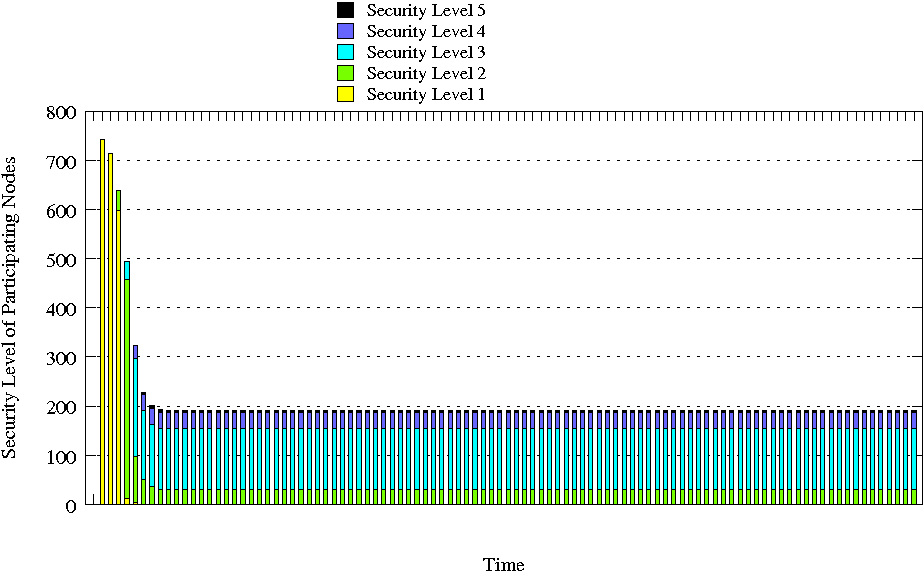 Security Level 5
Security Level 4
Security Level 3
Security Level 2
Security Level 1
800
700
600
500
400
300
200
100
0
Security Level of Participating Nodes
Time